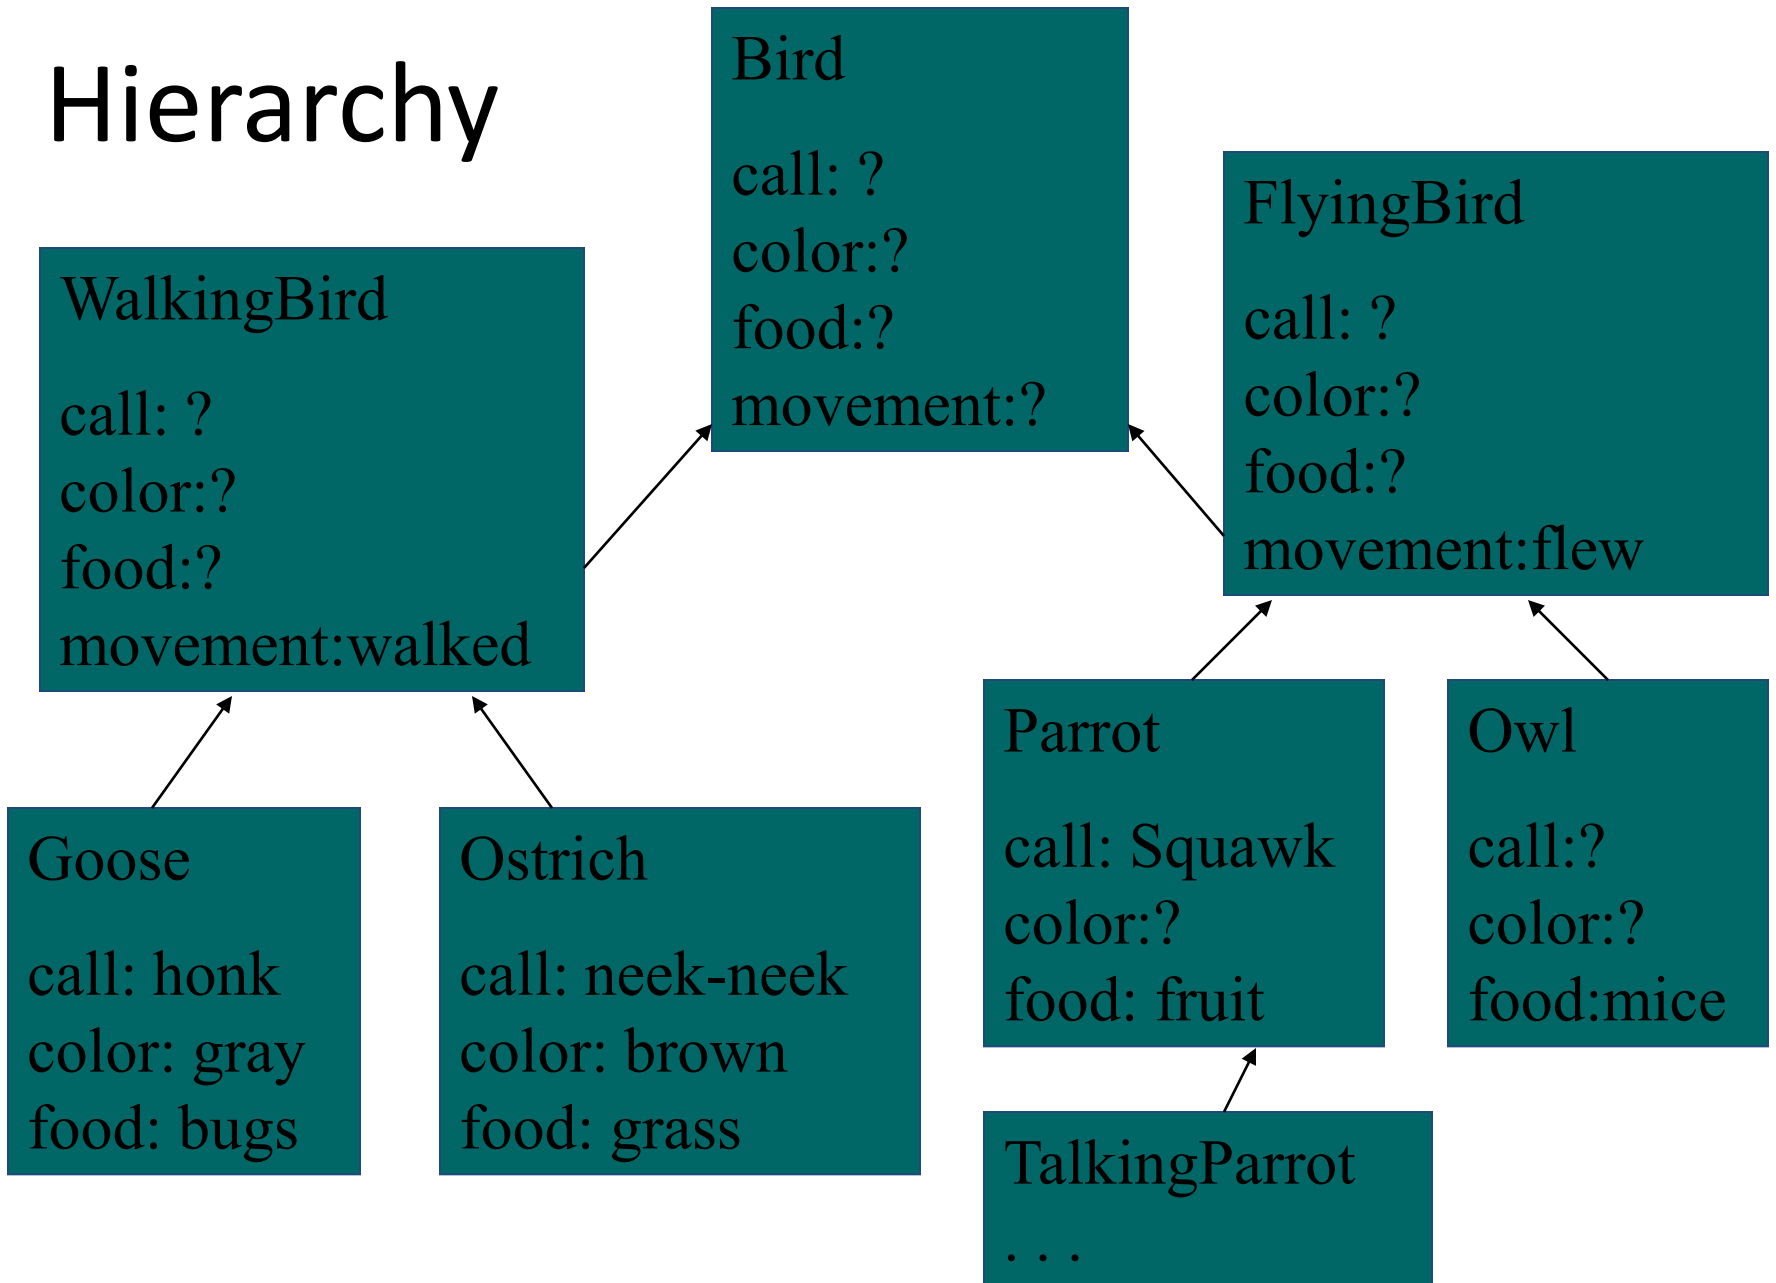 Hierarchy
Bird
call: ?
color:?
food:?
movement:?
FlyingBird
call: ?
color:?
food:?
movement:flew
WalkingBird
call: ?
color:?
food:?
movement:walked
Goose
call: honk
color: gray
food: bugs
Ostrich
call: neek-neek
color: brown
food: grass
Parrot
call: Squawk
color:?
food: fruit
Owl
call:?
color:?
food:mice
TalkingParrot
. . .